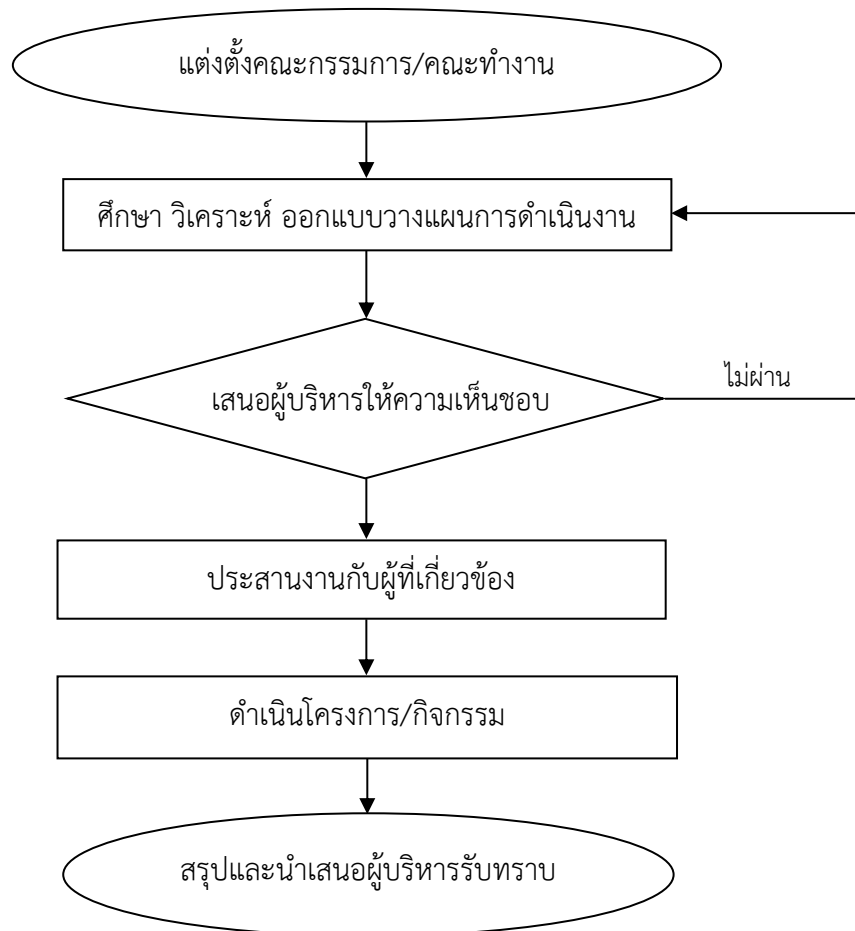 แต่งตั้งคณะกรรมการ/คณะทำงาน
ศึกษา วิเคราะห์ ออกแบบวางแผนการดำเนินงาน
เสนอผู้บริหารให้ความเห็นชอบ
ไม่ผ่าน
ประสานงานกับผู้ที่เกี่ยวข้อง
ดำเนินโครงการ/กิจกรรม
สรุปและนำเสนอผู้บริหารรับทราบ